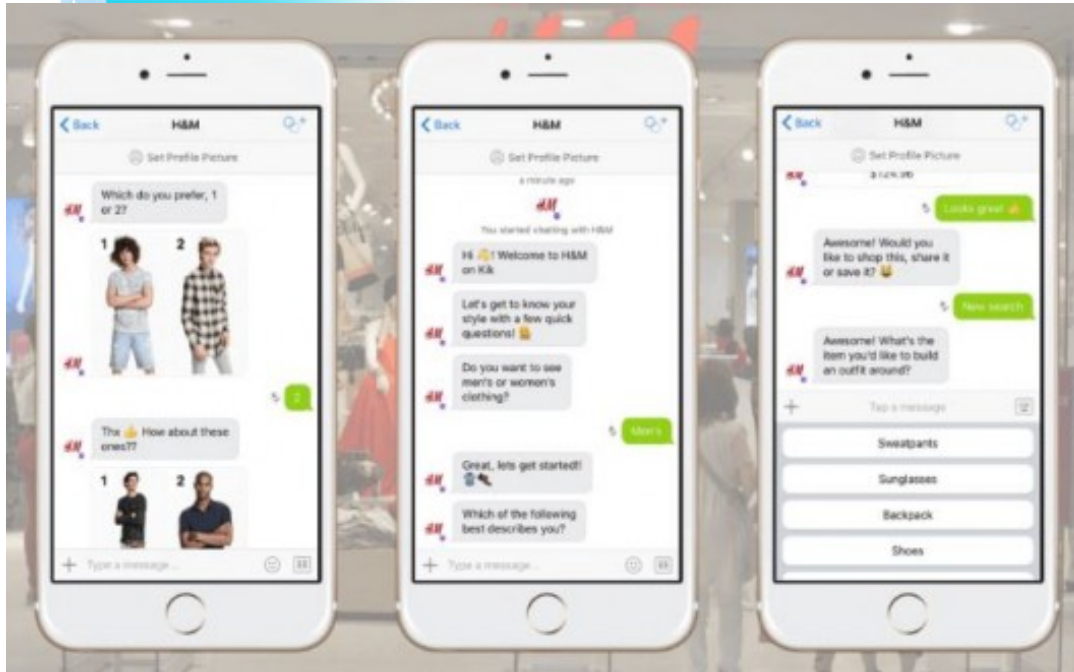 Back
H&M
Set Profile Picture
Which do you prefer, 1
or 2?
1
2
H&M
2
Thx 👍 How about these
ones??
H&M
1
2
Type a message...
Back
H&M
Set Profile Picture
a minute ago
H&M
You started chatting with H&M
Hi 👋! Welcome to H&M
on Kik
H&M
Let's get to know your
style with a few quick
questions!
H&M
Do you want to see
men's or women's
clothing?
H&M
Men's
Great, lets get started!!
H&M
Which of the following
best describes you?
H&M
Type a message...
Back
H&M
Set Profile Picture
$124.96
Looks great 👍
Awesome! Would you
like to shop this, share it
or save it?
H&M
New search
Awesome! What's the
item you'd like to build
an outfit around?
H&M
Tap a message
Sweatpants
Sunglasses
Backpack
Shoes